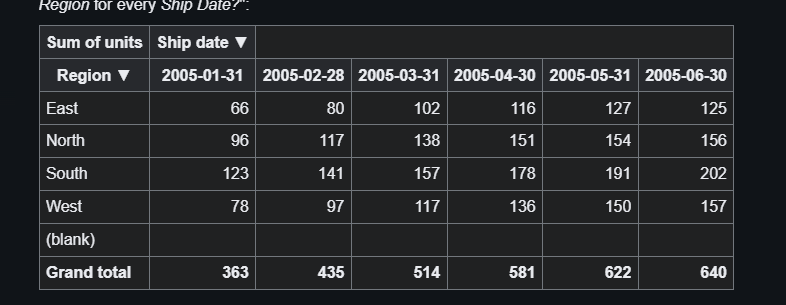 Region for every Ship Date?":
Sum of units Ship date ▼
Region ▼ 2005-01-31 2005-02-28 2005-03-31 2005-04-30 2005-05-31 2005-06-30
East 66 80 102 116 127 125
North 96 117 138 151 154 156
South 123 141 157 178 191 202
West 78 97 117 136 150 157
(blank)
Grand total 363 435 514 581 622 640